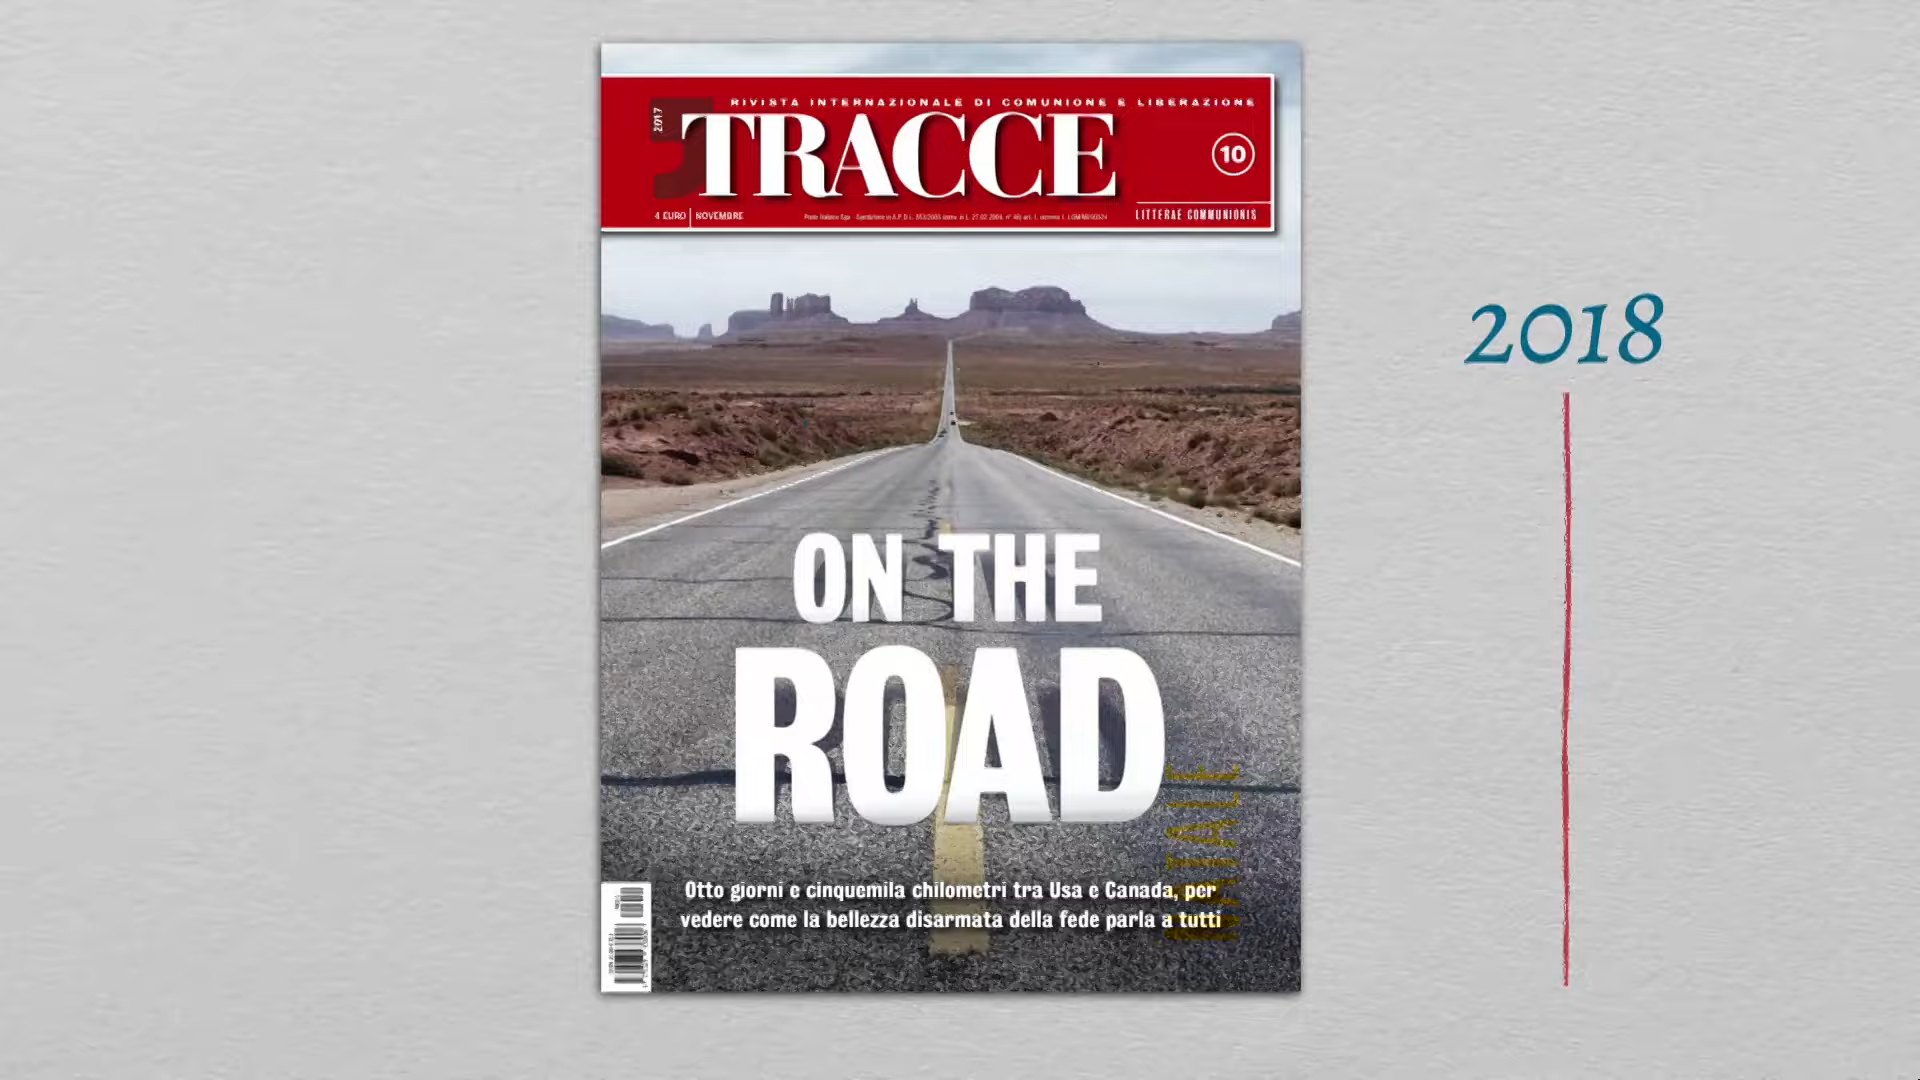 RIVISTA INTERNAZIONALE DI COMUNIONE E LIBERAZIONE
2017
TRACCE
10
4 EURO NOVEMBRE
LITTERAE COMMUNIONIS
2018
ON THE
ROAD
NATALE
Otto giorni e cinquemila chilometri tra Usa e Canada, per
vedere come la bellezza disarmata della fede parla a tutti